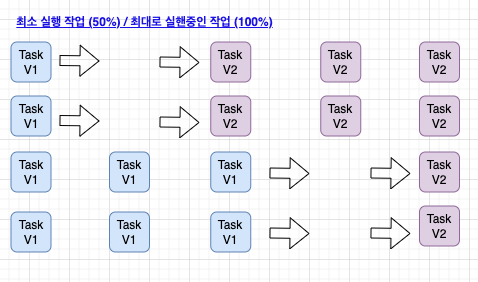 최소 실행 작업 (50%) / 최대로 실핸중인 작업 (100%)
Task
V1
Task
V2
Task
V2
Task
V2
Task
V1
Task
V2
Task
V2
Task
V2
Task
V1
Task
V1
Task
V1
Task
V2
Task
V1
Task
V1
Task
V1
Task
V2